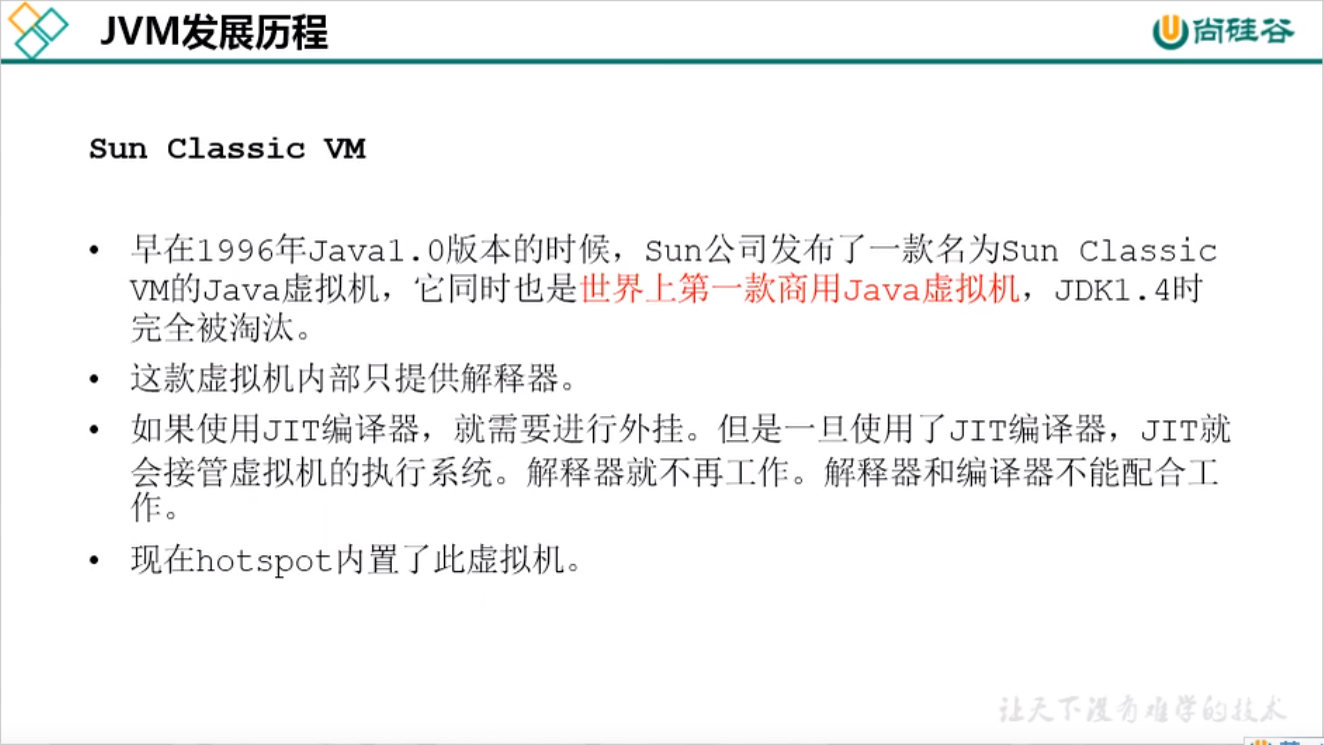 JVM发展历程
尚硅谷
Sun Classic VM
• 早在1996年Java1.0版本的时候，Sun公司发布了一款名为Sun Classic
VM的Java虚拟机，它同时也是世界上第一款商用Java虚拟机，JDK1.4时
完全被淘汰。
• 这款虚拟机内部只提供解释器。
• 如果使用JIT编译器，就需要进行外挂。但是一旦使用了JIT编译器，JIT就
会接管虚拟机的执行系统。解释器就不再工作。解释器和编译器不能配合工
作。
• 现在hotspot内置了此虚拟机。
让天下没有难学的技术